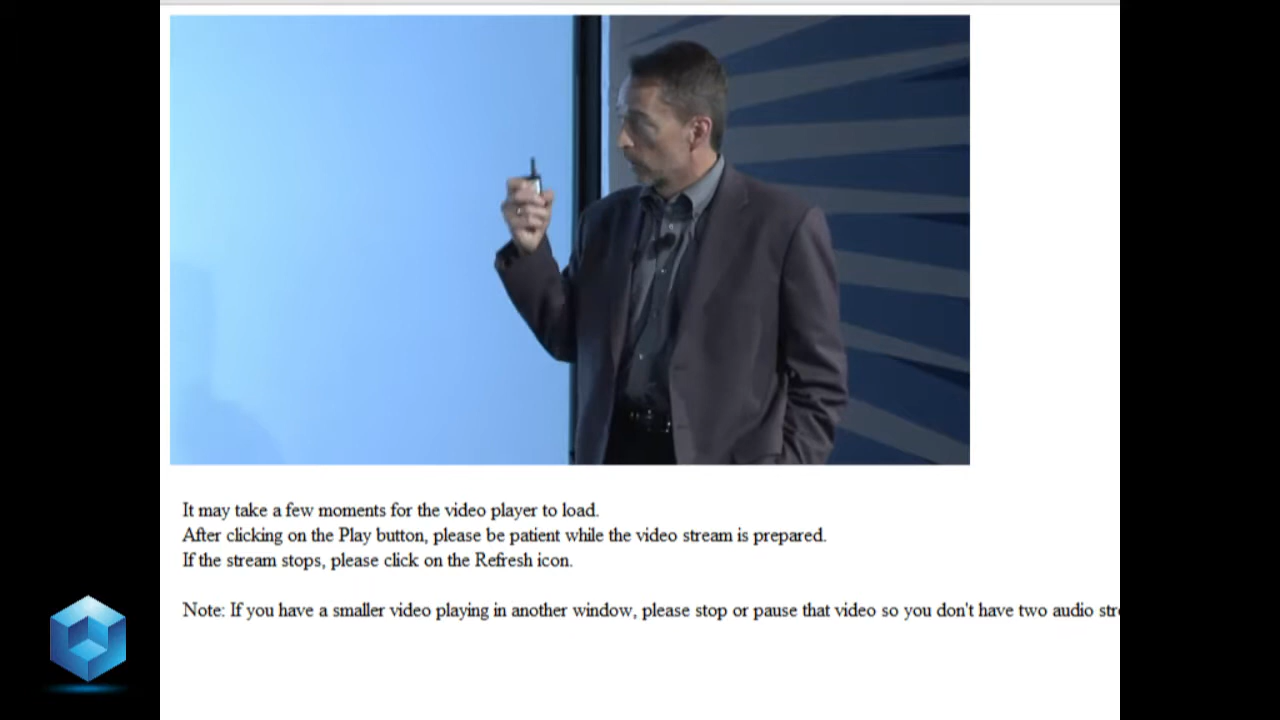 It may take a few moments for the video player to load.
After clicking on the Play button, please be patient while the video stream is prepared.
If the stream stops, please click on the Refresh icon.
Note: If you have a smaller video playing in another window, please stop or pause that video so you don't have two audio stre